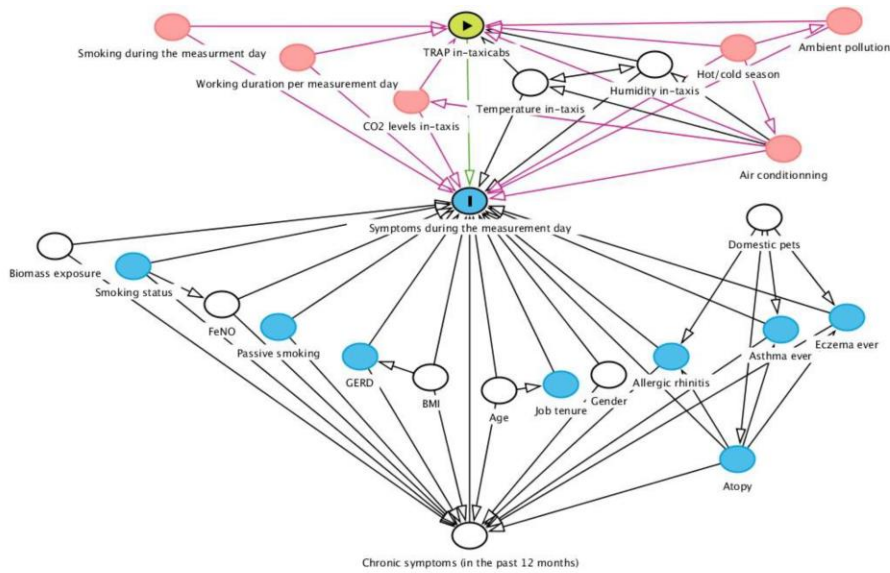 Smoking during the measurment day
TRAP in-taxicabs
Ambient pollution
Working duration per measurement day
Hot/cold season
Humidity in-taxis
Temperature in-taxis
CO2 levels in-taxis
Air conditionning
Symptoms during the measurement day
Domestic pets
Biomass exposure
Smoking status
FeNO
Passive smoking
Eczema ever
Asthma ever
GERD
BMI
Allergic rhinitis
Age
Job tenure
Gender
Atopy
Chronic symptoms (in the past 12 months)